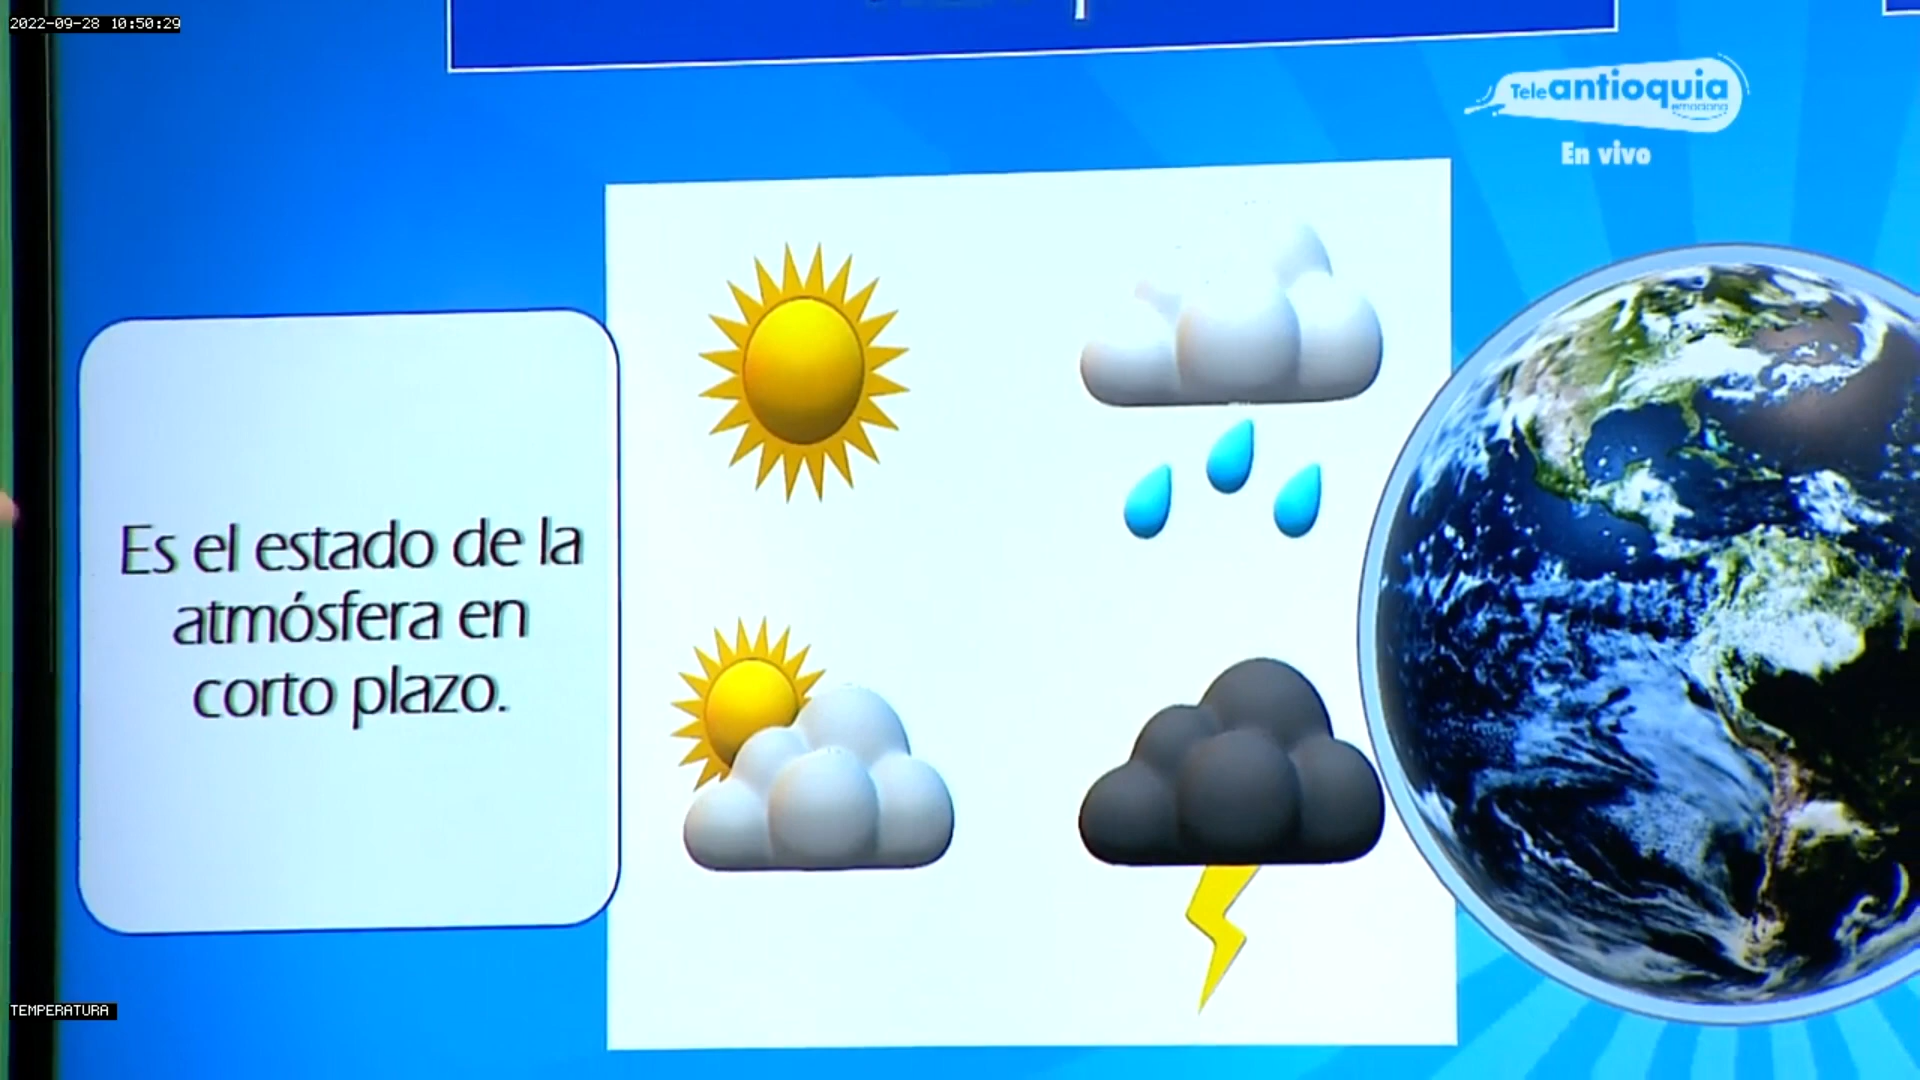 2022-09-28 10:50:29
Teleantioquia
emociona
En vivo
Es el estado de la
atmósfera en
corto plazo.
TEMPERATURA